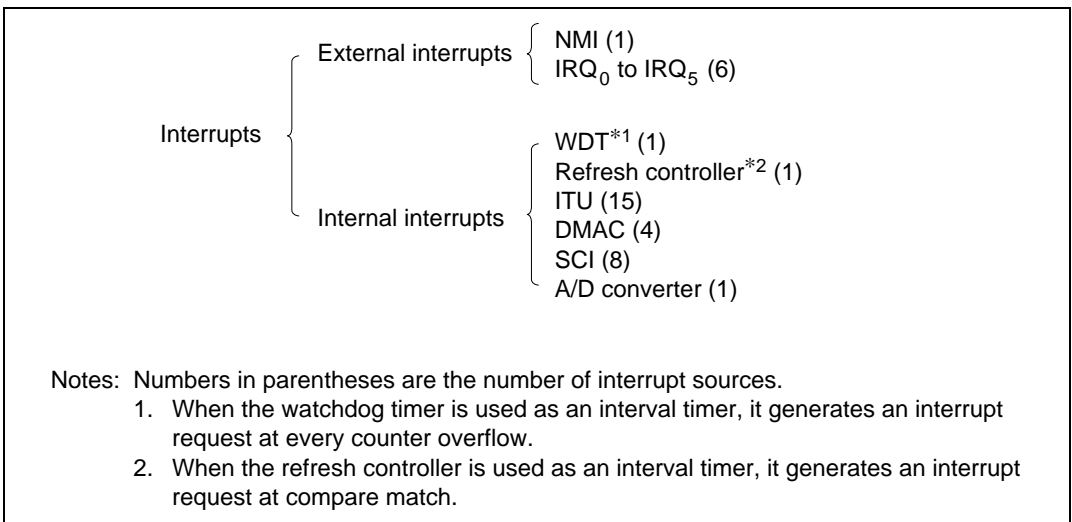 External interrupts
NMI (1)
IRQ0 to IRQ5 (6)
Interrupts
WDT*1 (1)
Refresh controller*2 (1)
ITU (15)
Internal interrupts
DMAC (4)
SCI (8)
A/D converter (1)
Notes: Numbers in parentheses are the number of interrupt sources.
1. When the watchdog timer is used as an interval timer, it generates an interrupt
request at every counter overflow.
2. When the refresh controller is used as an interval timer, it generates an interrupt
request at compare match.